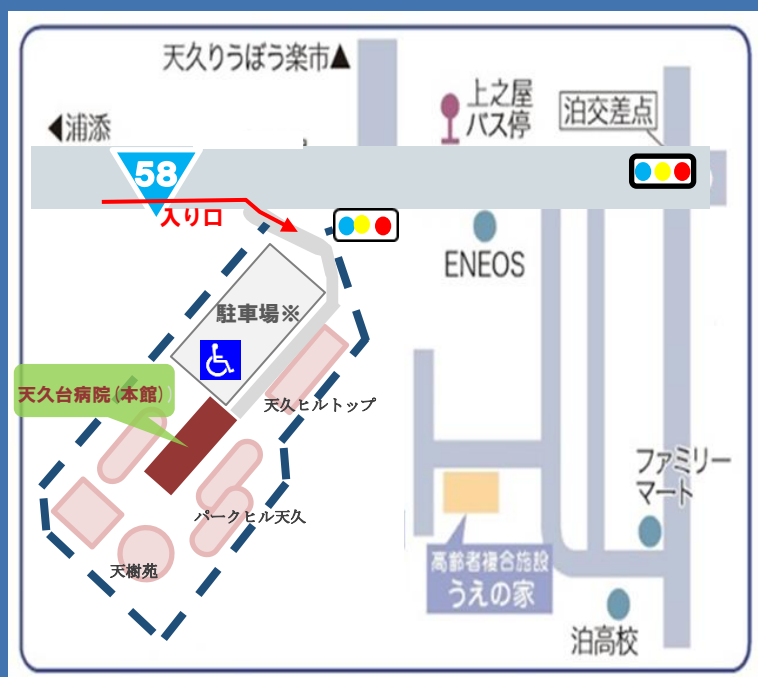 天久りうぼう楽市▲
◀浦添
上之屋
バス停
泊交差点
58
入り口
ENEOS
駐車場※
天久台病院(本館)
天久ヒルトップ
ファミリー
マート
パークヒル天久
高齢者複合施設
うえの家
天樹苑
泊高校